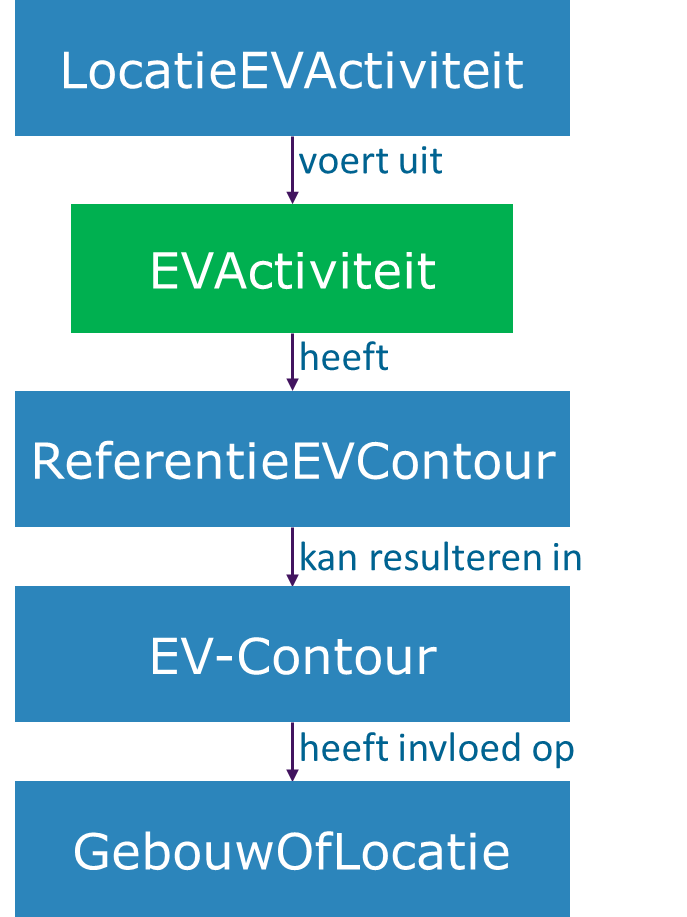 LocatieEVActiviteit
voert uit
EVActiviteit
heeft
ReferentieEVContour
kan resulteren in
EV-Contour
heeft invloed op
GebouwOfLocatie